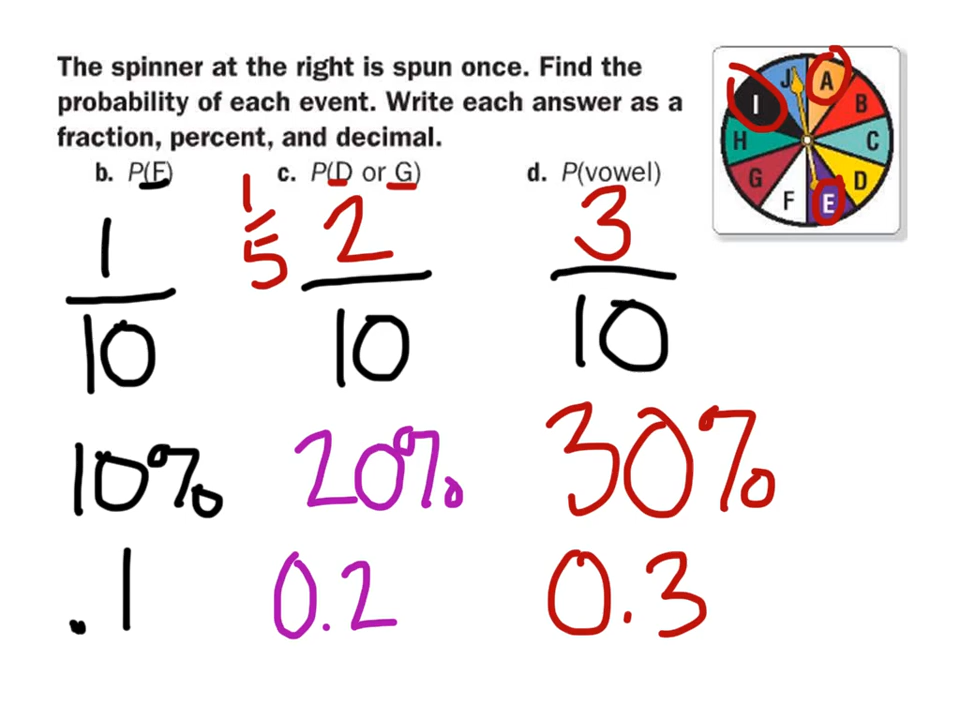 The spinner at the right is spun once. Find the
probability of each event. Write each answer as a
fraction, percent, and decimal.
b. P(F) c. P(D or G) d. P(vowel)
J A
I B
H C
G D
F E
1/10 1/5 2/10 3/10
10% 20% 30%
.1 0.2 0.3